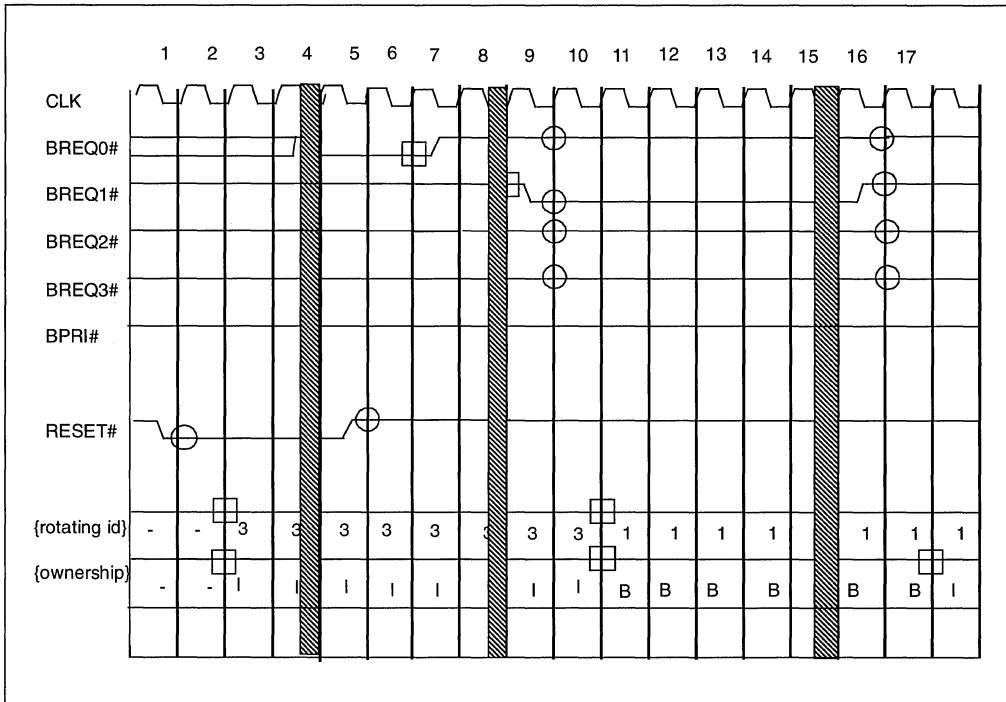 1 2 3 4 5 6 7 8 9 10 11 12 13 14 15 16 17
CLK
BREQ0#
BREQ1#
BREQ2#
BREQ3#
BPRI#
RESET#
{rotating id} - - 3 3 3 3 3 3 3 3 1 1 1 1 1 1 1
{ownership} - - I I I I I I I B B B B B B I